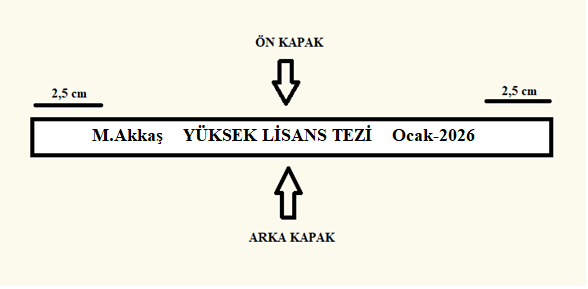 ÖN KAPAK
2,5 cm
2,5 cm
M.Akkaş YÜKSEK LİSANS TEZİ Ocak-2026
ARKA KAPAK